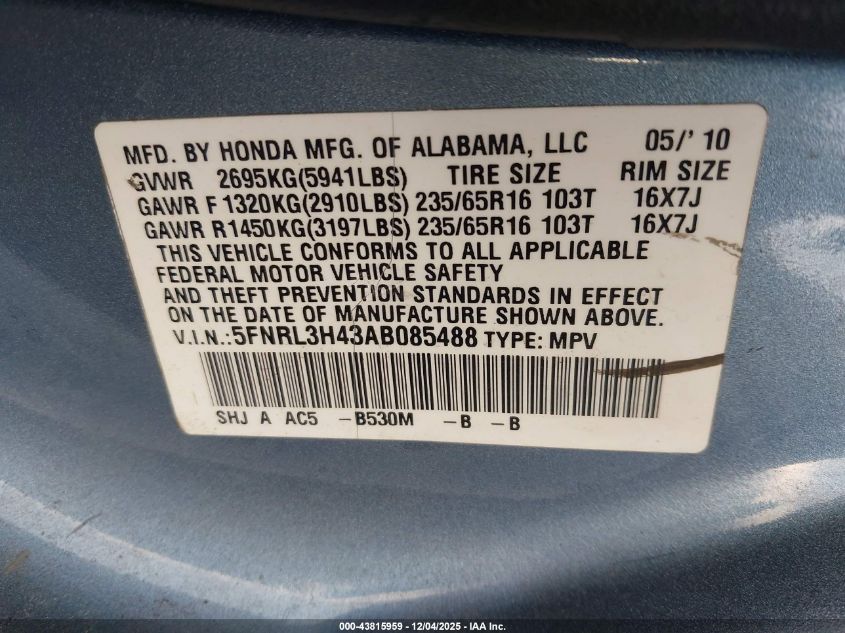 MFD. BY HONDA MFG. OF ALABAMA, LLC 05/' 10
GVWR 2695KG(5941LBS) TIRE SIZE RIM SIZE
GAWR F1320KG(2910LBS) 235/65R16 103T 16X7J
GAWR R1450KG(3197LBS) 235/65R16 103T 16X7J
THIS VEHICLE CONFORMS TO ALL APPLICABLE
FEDERAL MOTOR VEHICLE SAFETY
AND THEFT PREVENTION STANDARDS IN EFFECT
ON THE DATE OF MANUFACTURE SHOWN ABOVE.
V.I.N.:5FNRL3H43AB085488 TYPE: MPV
SHJ A AC5 -B530M -B -B
000-43815959 - 12/04/2025 - IAA Inc.